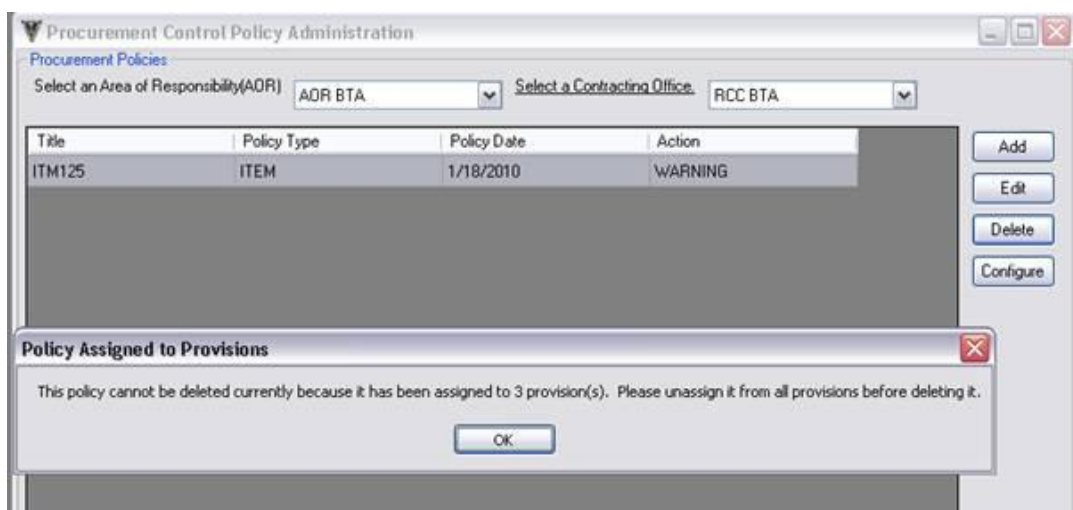 Procurement Control Policy Administration
Procurement Policies
Select an Area of Responsibility(AOR) AOR BTA Select a Contracting Office. RCC BTA
Title Policy Type Policy Date Action
ITM125 ITEM 1/18/2010 WARNING
Add
Edit
Delete
Configure
Policy Assigned to Provisions
This policy cannot be deleted currently because it has been assigned to 3 provision(s). Please unassign it from all provisions before deleting it.
OK